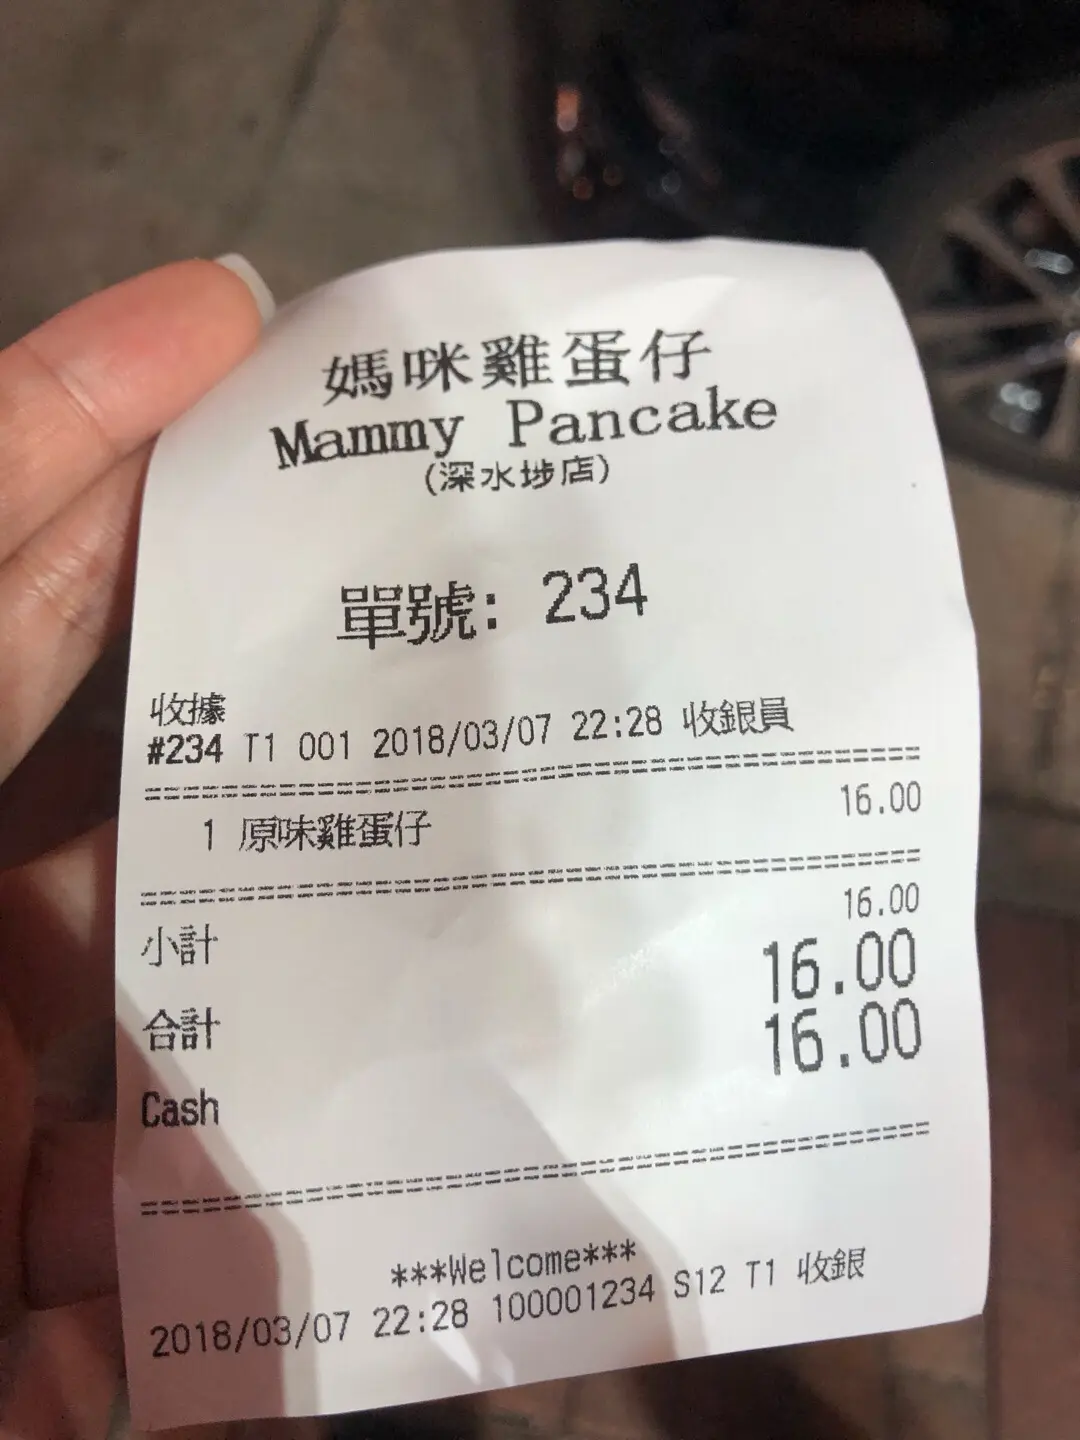 媽咪雞蛋仔
Mammy Pancake
(深水埗店)
單號: 234
收據
#234 T1 001 2018/03/07 22:28 收銀員
1 原味雞蛋仔 16.00
小計 16.00
合計 16.00
Cash 16.00
***Welcome***
2018/03/07 22:28 100001234 S12 T1 收銀